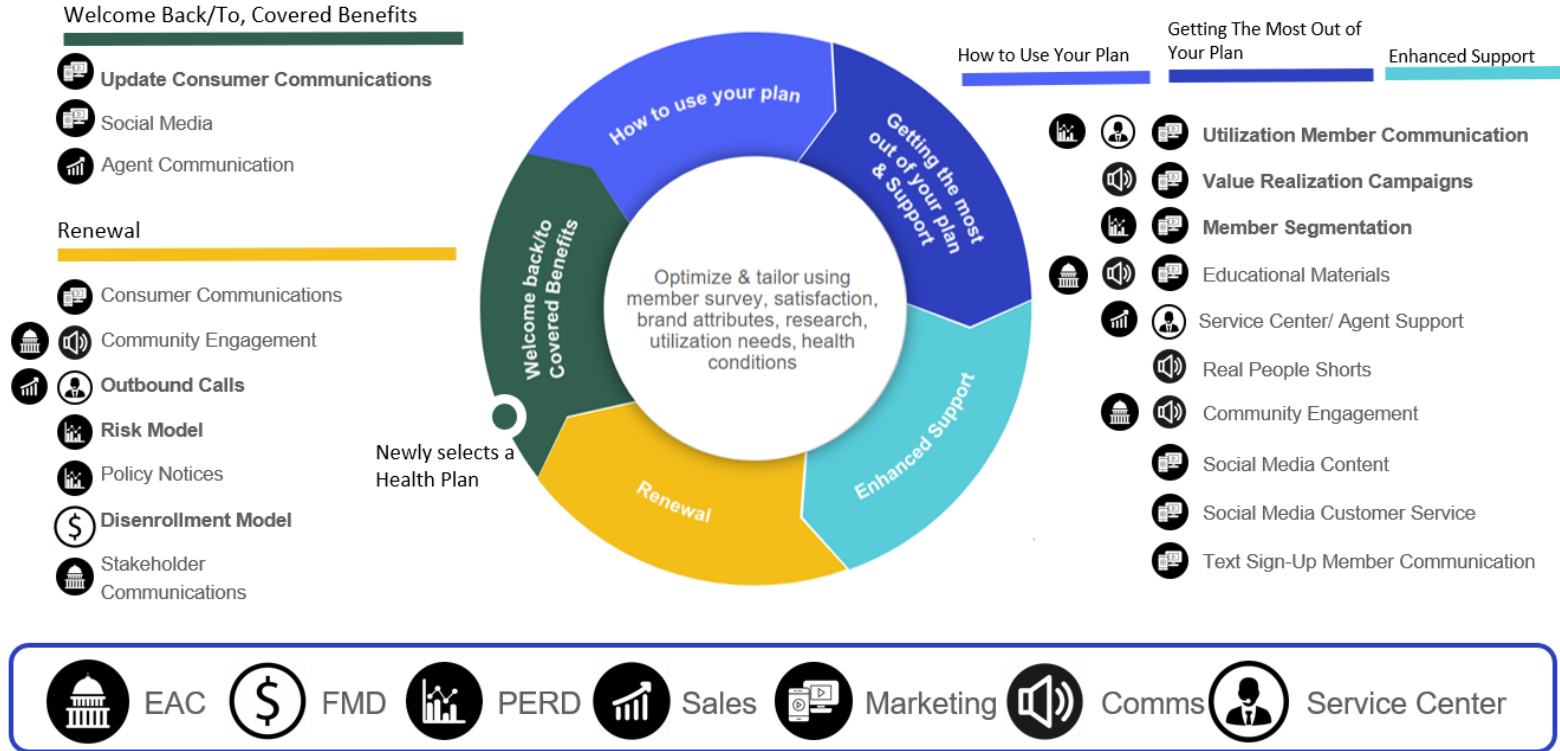 Welcome Back/To, Covered Benefits
Update Consumer Communications
Social Media
Agent Communication
Renewal
Consumer Communications
Community Engagement
Outbound Calls
Risk Model
Policy Notices
Disenrollment Model
Stakeholder
Communications
How to use your plan
Getting the most
out of your plan
& Support
Enhanced Support
Renewal
Welcome back/to
Covered Benefits
Optimize & tailor using
member survey, satisfaction,
brand attributes, research,
utilization needs, health
conditions
Newly selects a
Health Plan
How to Use Your Plan
Getting The Most Out of
Your Plan
Enhanced Support
Utilization Member Communication
Value Realization Campaigns
Member Segmentation
Educational Materials
Service Center/ Agent Support
Real People Shorts
Community Engagement
Social Media Content
Social Media Customer Service
Text Sign-Up Member Communication
$ EAC FMD PERD Sales Marketing Comms Service Center